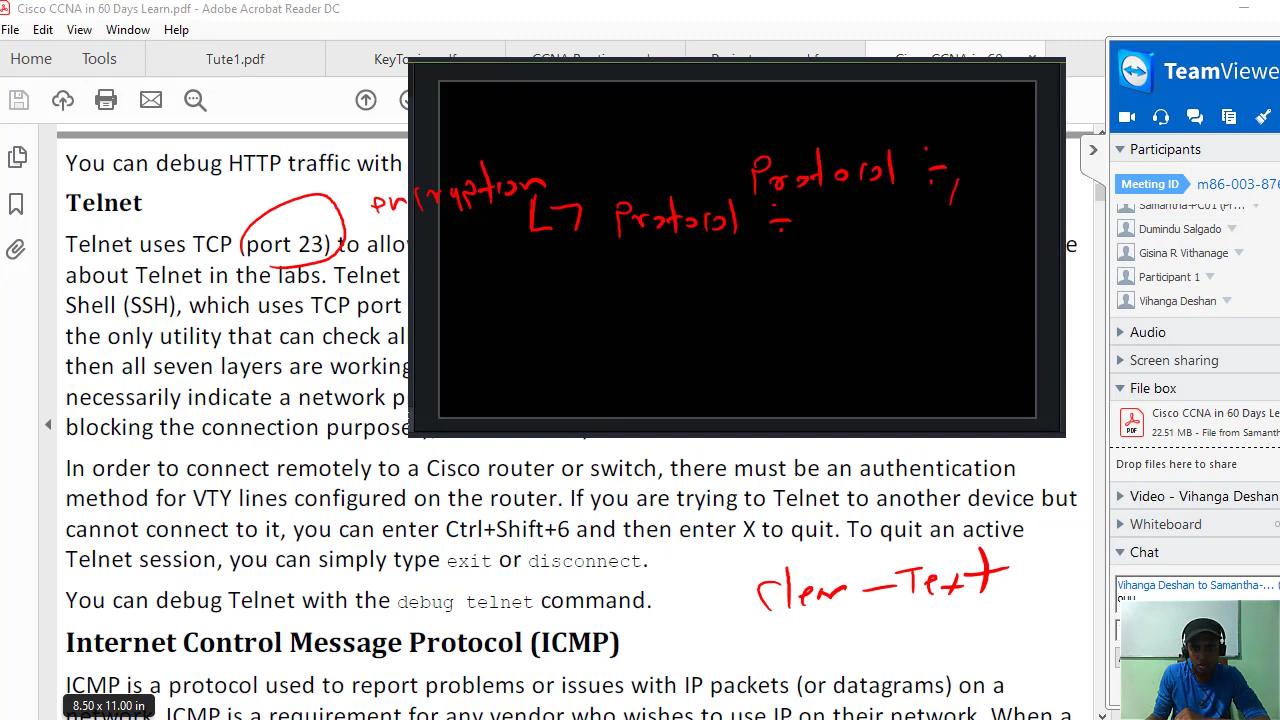 Cisco CCNA in 60 Days Learn.pdf - Adobe Acrobat Reader DC
File Edit View Window Help
Home Tools Tute1.pdf
TeamViewer
Participants
Meeting ID m86-003-876
Samantha-PC01 (Pr...
Dumindu Salgado
Gisina R Vithanage
Participant 1
Vihanga Deshan
Audio
Screen sharing
File box
Cisco CCNA in 60 Days Lea
22.51 MB - File from Samanth
PDF
Drop files here to share
Video - Vihanga Deshan
Whiteboard
Chat
Vihanga Deshan to Samantha-...
You can debug HTTP traffic with
Telnet
Telnet uses TCP (port 23) to allow
about Telnet in the labs. Telnet
Shell (SSH), which uses TCP port
the only utility that can check all
then all seven layers are working
necessarily indicate a network p
blocking the connection purpose
In order to connect remotely to a Cisco router or switch, there must be an authentication
method for VTY lines configured on the router. If you are trying to Telnet to another device but
cannot connect to it, you can enter Ctrl+Shift+6 and then enter X to quit. To quit an active
Telnet session, you can simply type exit or disconnect.
You can debug Telnet with the debug telnet command.
Internet Control Message Protocol (ICMP)
ICMP is a protocol used to report problems or issues with IP packets (or datagrams) on a
network. ICMP is a requirement for any vendor who wishes to use IP on their network. When a
8.50 x 11.00 in
encryption
Protocol
L7 Protocol
Clear - Text